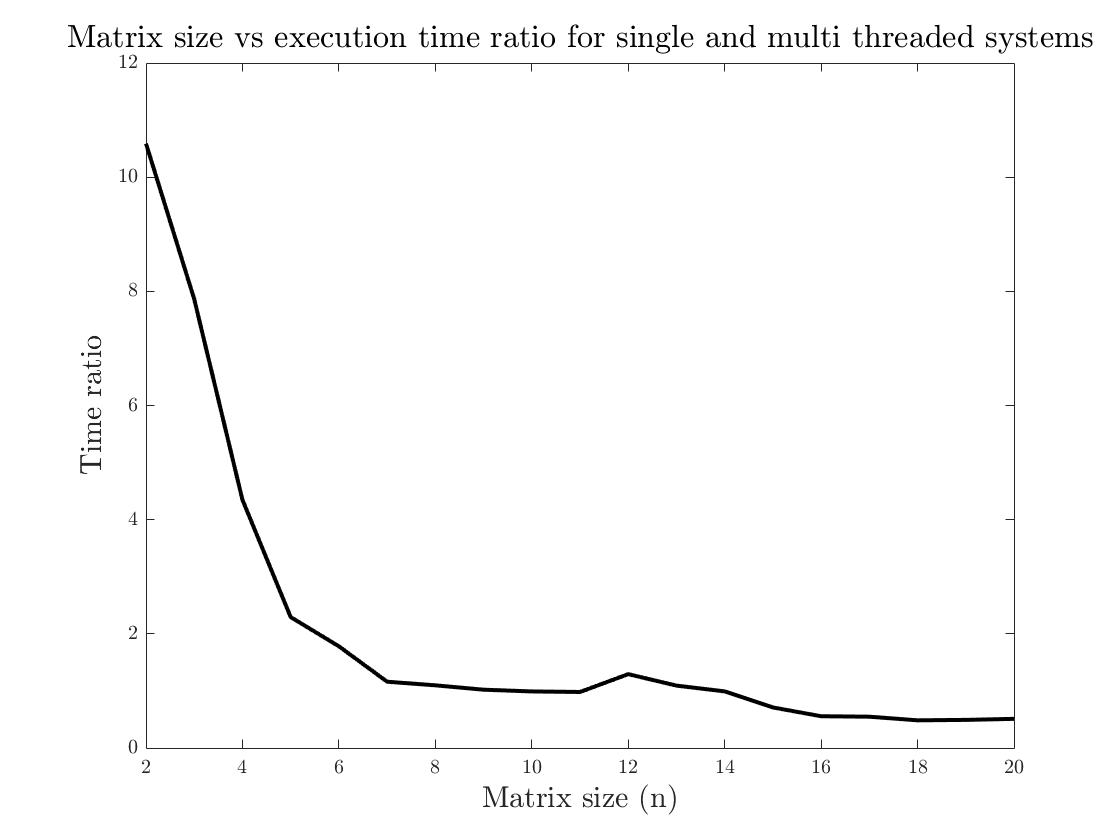 Matrix size vs execution time ratio for single and multi threaded systems
12
10
8
6
4
2
0
Time ratio
2 4 6 8 10 12 14 16 18 20
Matrix size (n)